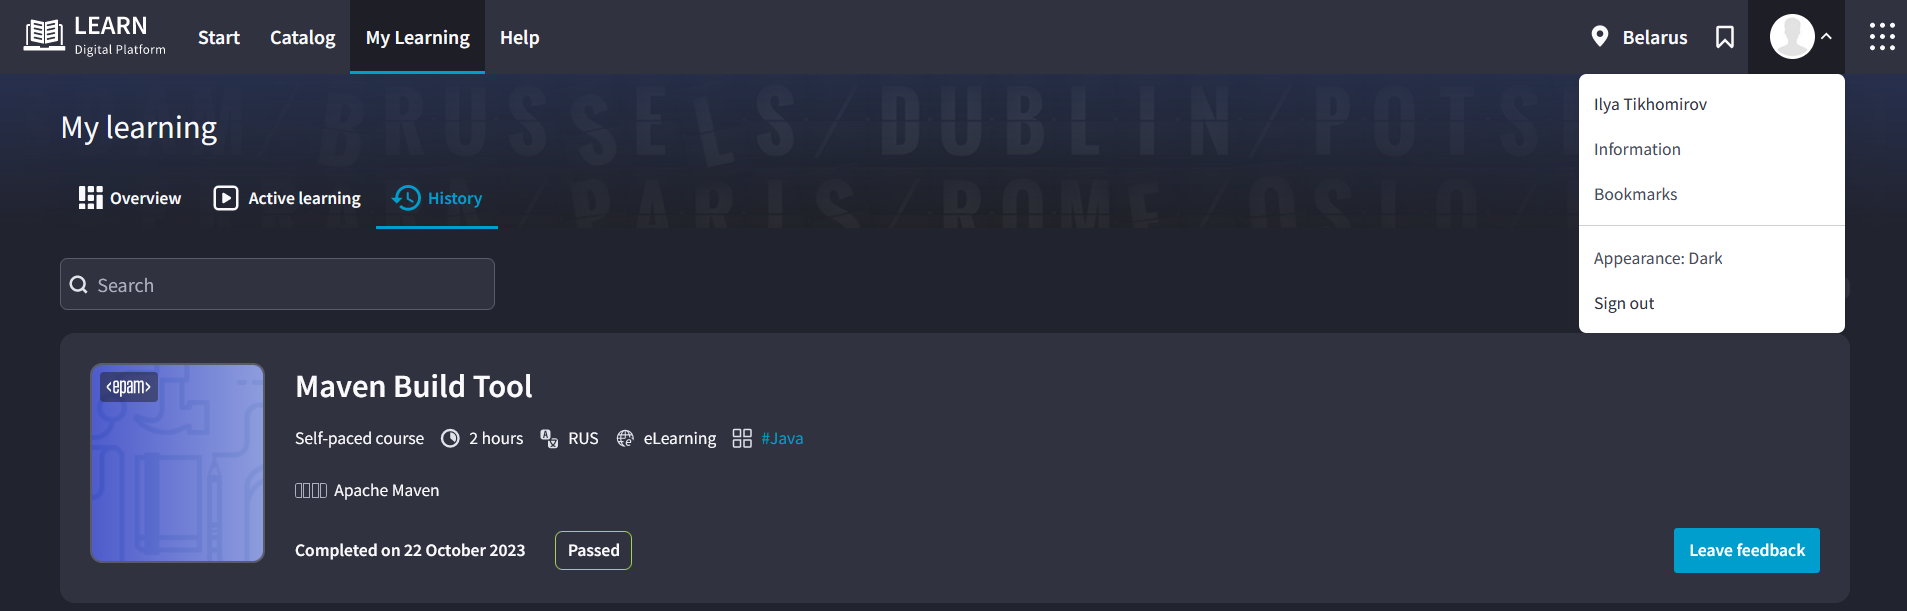 LEARN
Digital Platform
Start
Catalog
My Learning
Help
Belarus
Ilya Tikhomirov
Information
Bookmarks
Appearance: Dark
Sign out
BRUSSELS/DUBLIN/POTS
My learning
PARIS/ROME/OSLO/
Overview
Active learning
History
Search
<epam>
Maven Build Tool
Self-paced course
2 hours
RUS
eLearning
#Java
Apache Maven
Completed on 22 October 2023
Passed
Leave feedback